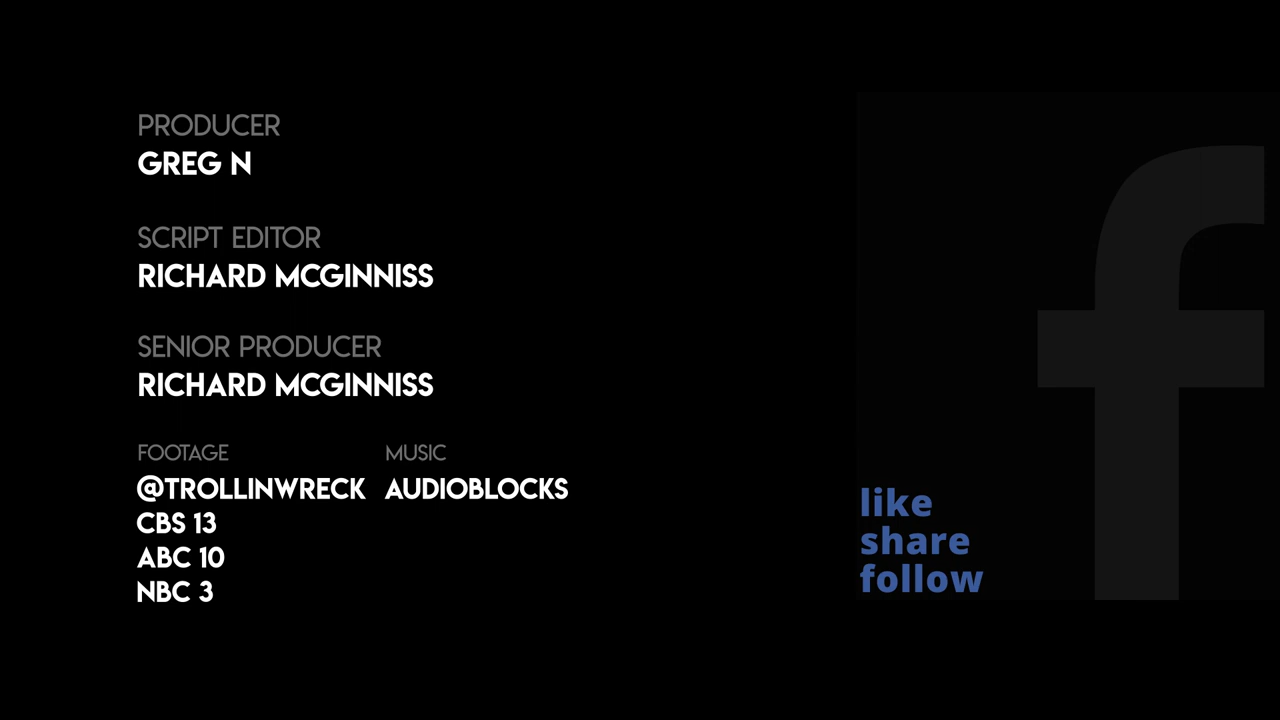 PRODUCER
GREG N
SCRIPT EDITOR
RICHARD MCGINNISS
SENIOR PRODUCER
RICHARD MCGINNISS
FOOTAGE
@TROLLINWRECK
CBS 13
ABC 10
NBC 3
MUSIC
AUDIOBLOCKS
like
share
follow
f